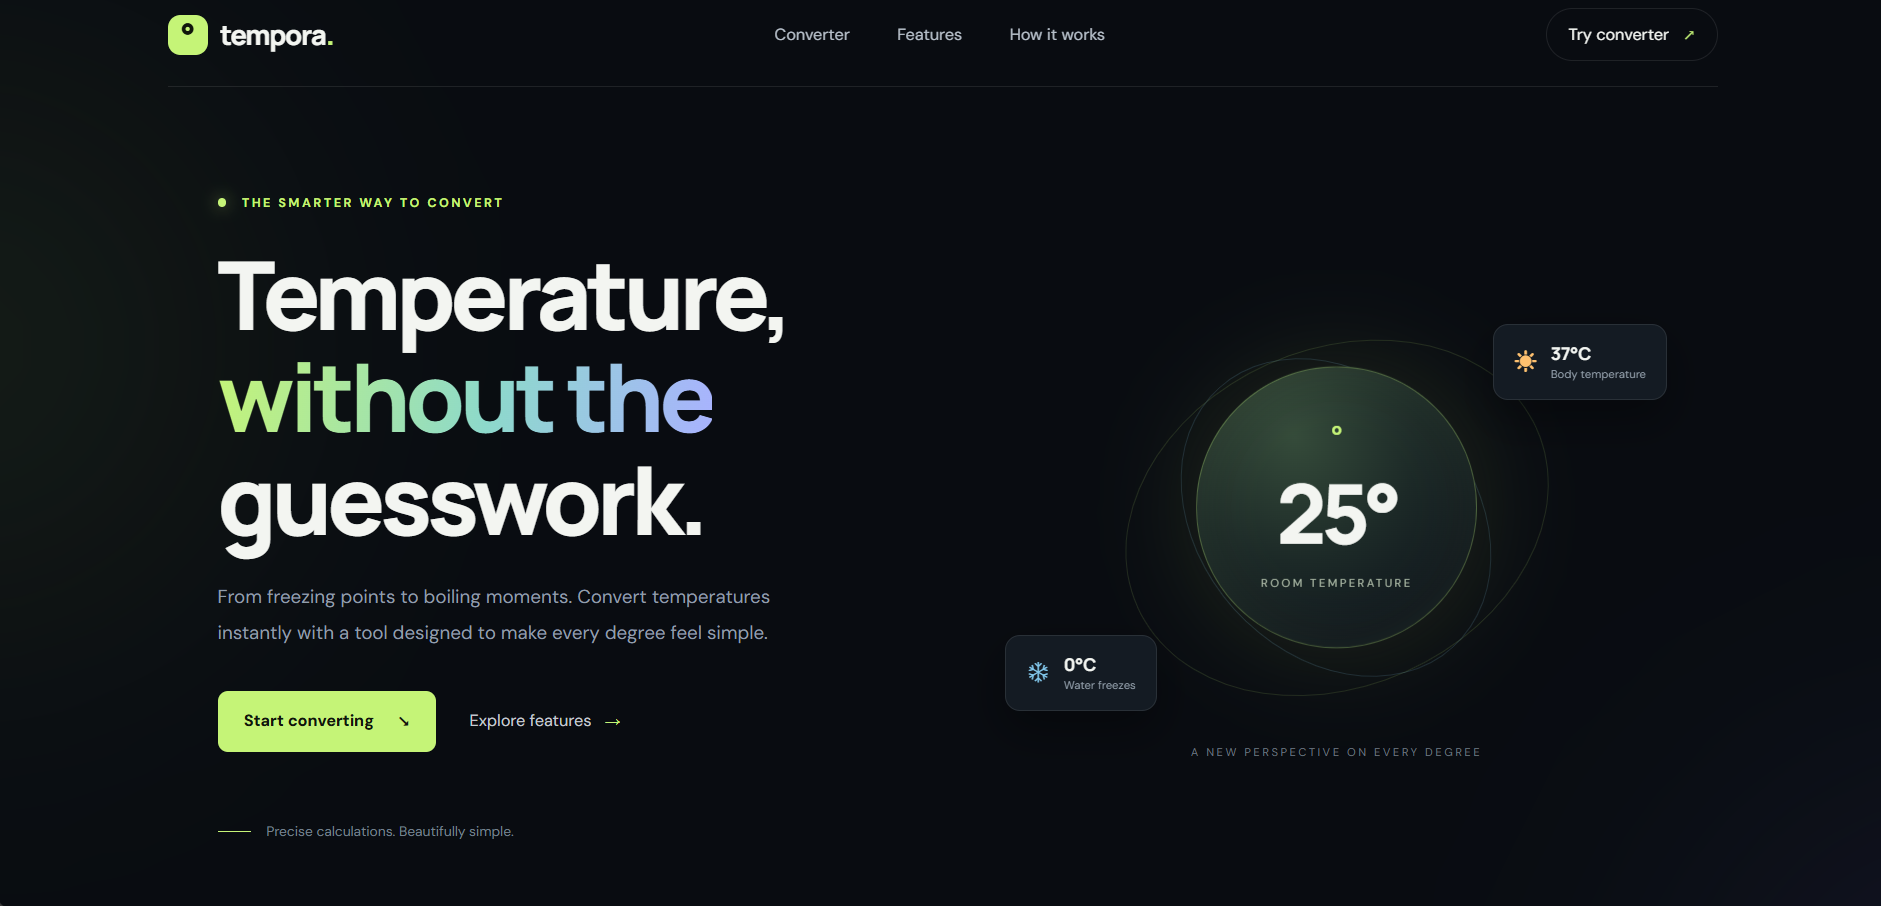 tempora.
Converter
Features
How it works
Try converter ↗
THE SMARTER WAY TO CONVERT
Temperature,
without the
guesswork.
From freezing points to boiling moments. Convert temperatures
instantly with a tool designed to make every degree feel simple.
Start converting ↘
Explore features →
Precise calculations. Beautifully simple.
37°C
Body temperature
25°
ROOM TEMPERATURE
0°C
Water freezes
A NEW PERSPECTIVE ON EVERY DEGREE